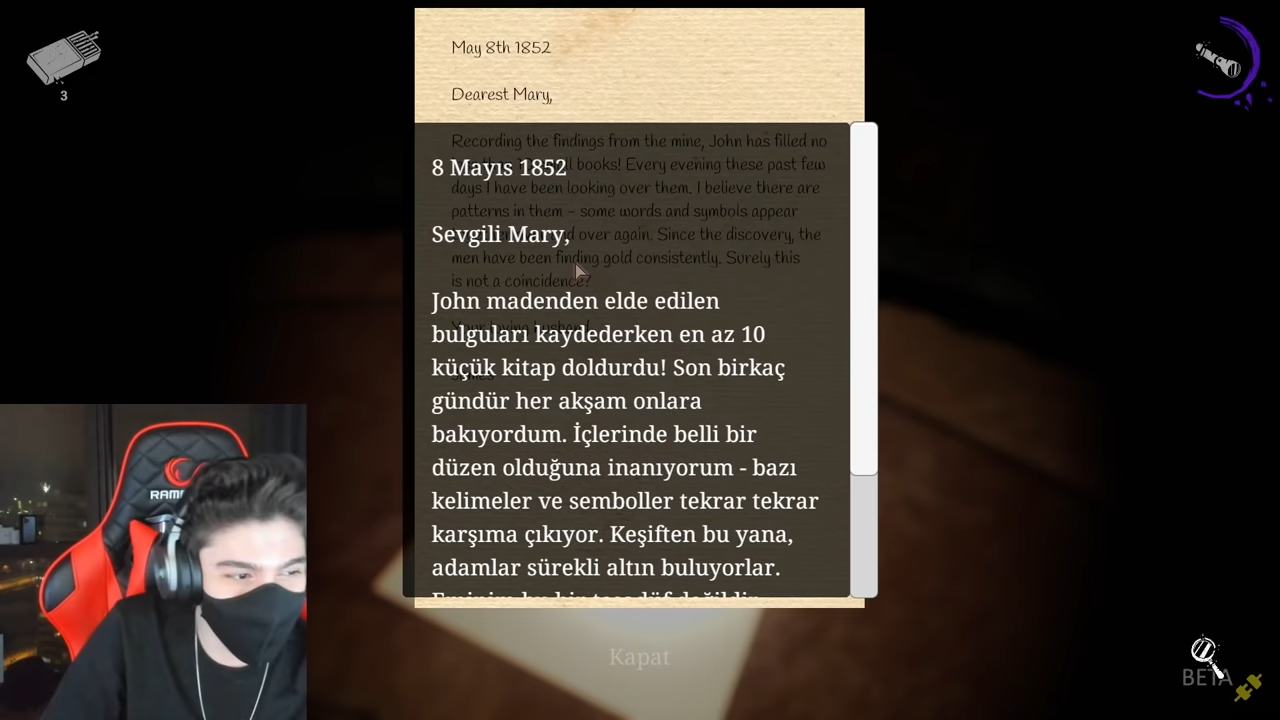 May 8th 1852
Dearest Mary,
Recording the findings from the mine, John has filled no
books! Every evening these past few
days I have been looking over them. I believe there are
patterns in them - some words and symbols appear
over again. Since the discovery, the
men have been finding gold consistently. Surely this
is not a coincidence?
8 Mayıs 1852
Sevgili Mary,
John madenden elde edilen
bulguları kaydederken en az 10
küçük kitap doldurdu! Son birkaç
gündür her akşam onlara
bakıyordum. İçlerinde belli bir
düzen olduğuna inanıyorum - bazı
kelimeler ve semboller tekrar tekrar
karşıma çıkıyor. Keşiften bu yana,
adamlar sürekli altın buluyorlar.
Kapat
3
BETA